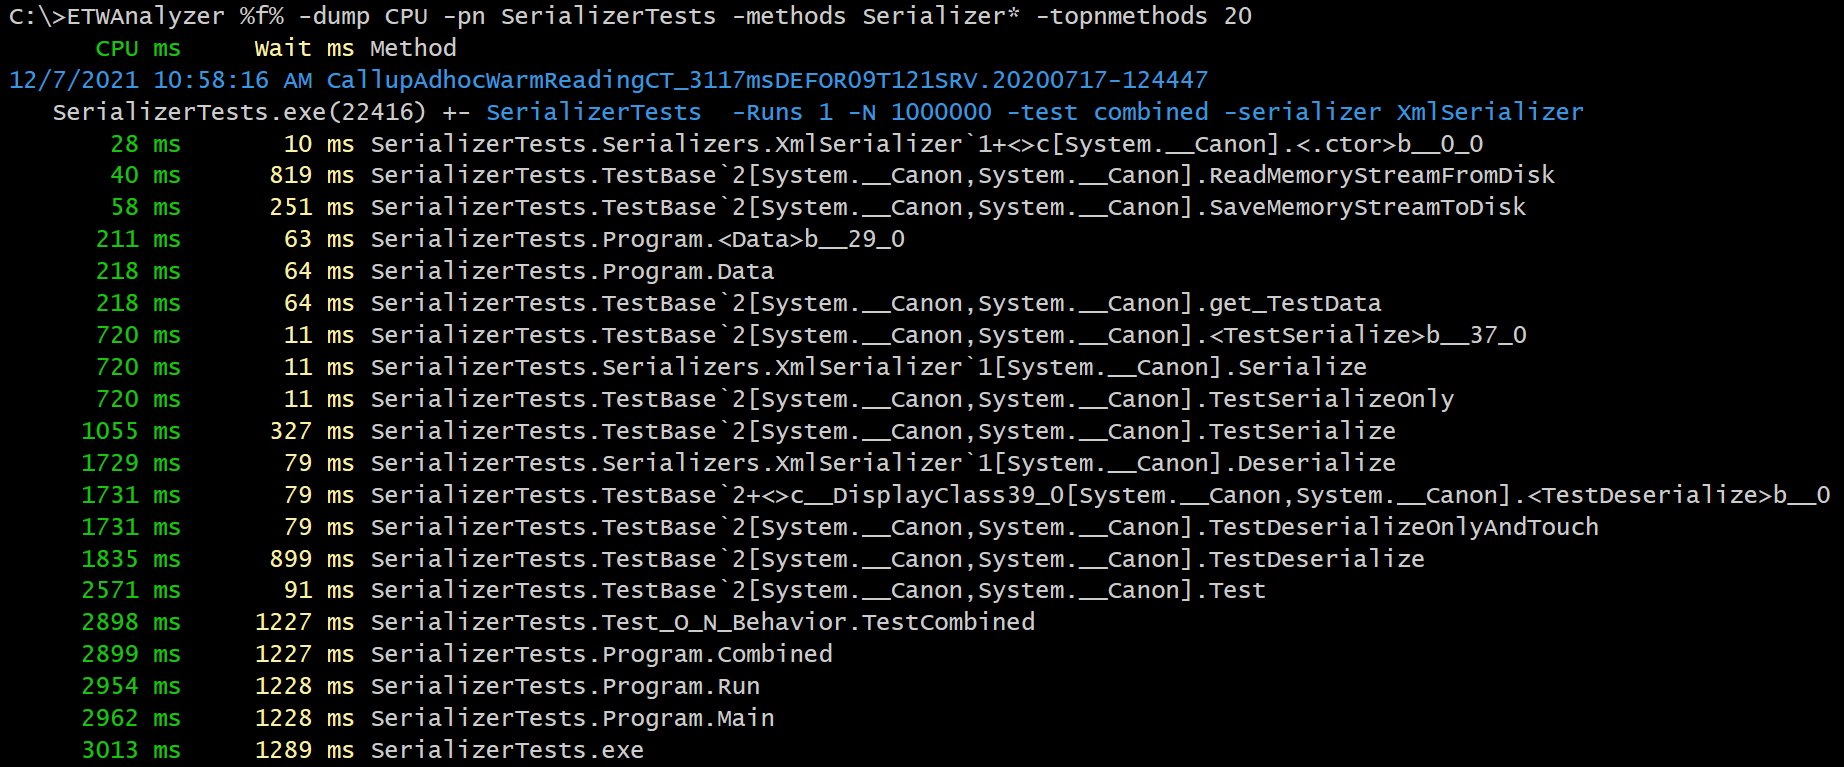 C:\>ETWAnalyzer %f% -dump CPU -pn SerializerTests -methods Serializer* -topnmethods 20
CPU ms Wait ms Method
12/7/2021 10:58:16 AM CallupAdhocWarmReadingCT_3117msDEFOR09T121SRV.20200717-124447
SerializerTests.exe(22416) +- SerializerTests -Runs 1 -N 1000000 -test combined -serializer XmlSerializer
28 ms 10 ms SerializerTests.Serializers.XmlSerializer`1+<>c[System.__Canon].<.ctor>b__0_0
40 ms 819 ms SerializerTests.TestBase`2[System.__Canon,System.__Canon].ReadMemoryStreamFromDisk
58 ms 251 ms SerializerTests.TestBase`2[System.__Canon,System.__Canon].SaveMemoryStreamToDisk
211 ms 63 ms SerializerTests.Program.<Data>b__29_0
218 ms 64 ms SerializerTests.Program.Data
218 ms 64 ms SerializerTests.TestBase`2[System.__Canon,System.__Canon].get_TestData
720 ms 11 ms SerializerTests.TestBase`2[System.__Canon,System.__Canon].<TestSerialize>b__37_0
720 ms 11 ms SerializerTests.Serializers.XmlSerializer`1[System.__Canon].Serialize
720 ms 11 ms SerializerTests.TestBase`2[System.__Canon,System.__Canon].TestSerializeOnly
1055 ms 327 ms SerializerTests.TestBase`2[System.__Canon,System.__Canon].TestSerialize
1729 ms 79 ms SerializerTests.Serializers.XmlSerializer`1[System.__Canon].Deserialize
1731 ms 79 ms SerializerTests.TestBase`2+<>c__DisplayClass39_0[System.__Canon,System.__Canon].<TestDeserialize>b__0
1731 ms 79 ms SerializerTests.TestBase`2[System.__Canon,System.__Canon].TestDeserializeOnlyAndTouch
1835 ms 899 ms SerializerTests.TestBase`2[System.__Canon,System.__Canon].TestDeserialize
2571 ms 91 ms SerializerTests.TestBase`2[System.__Canon,System.__Canon].Test
2898 ms 1227 ms SerializerTests.Test_O_N_Behavior.TestCombined
2899 ms 1227 ms SerializerTests.Program.Combined
2954 ms 1228 ms SerializerTests.Program.Run
2962 ms 1228 ms SerializerTests.Program.Main
3013 ms 1289 ms SerializerTests.exe